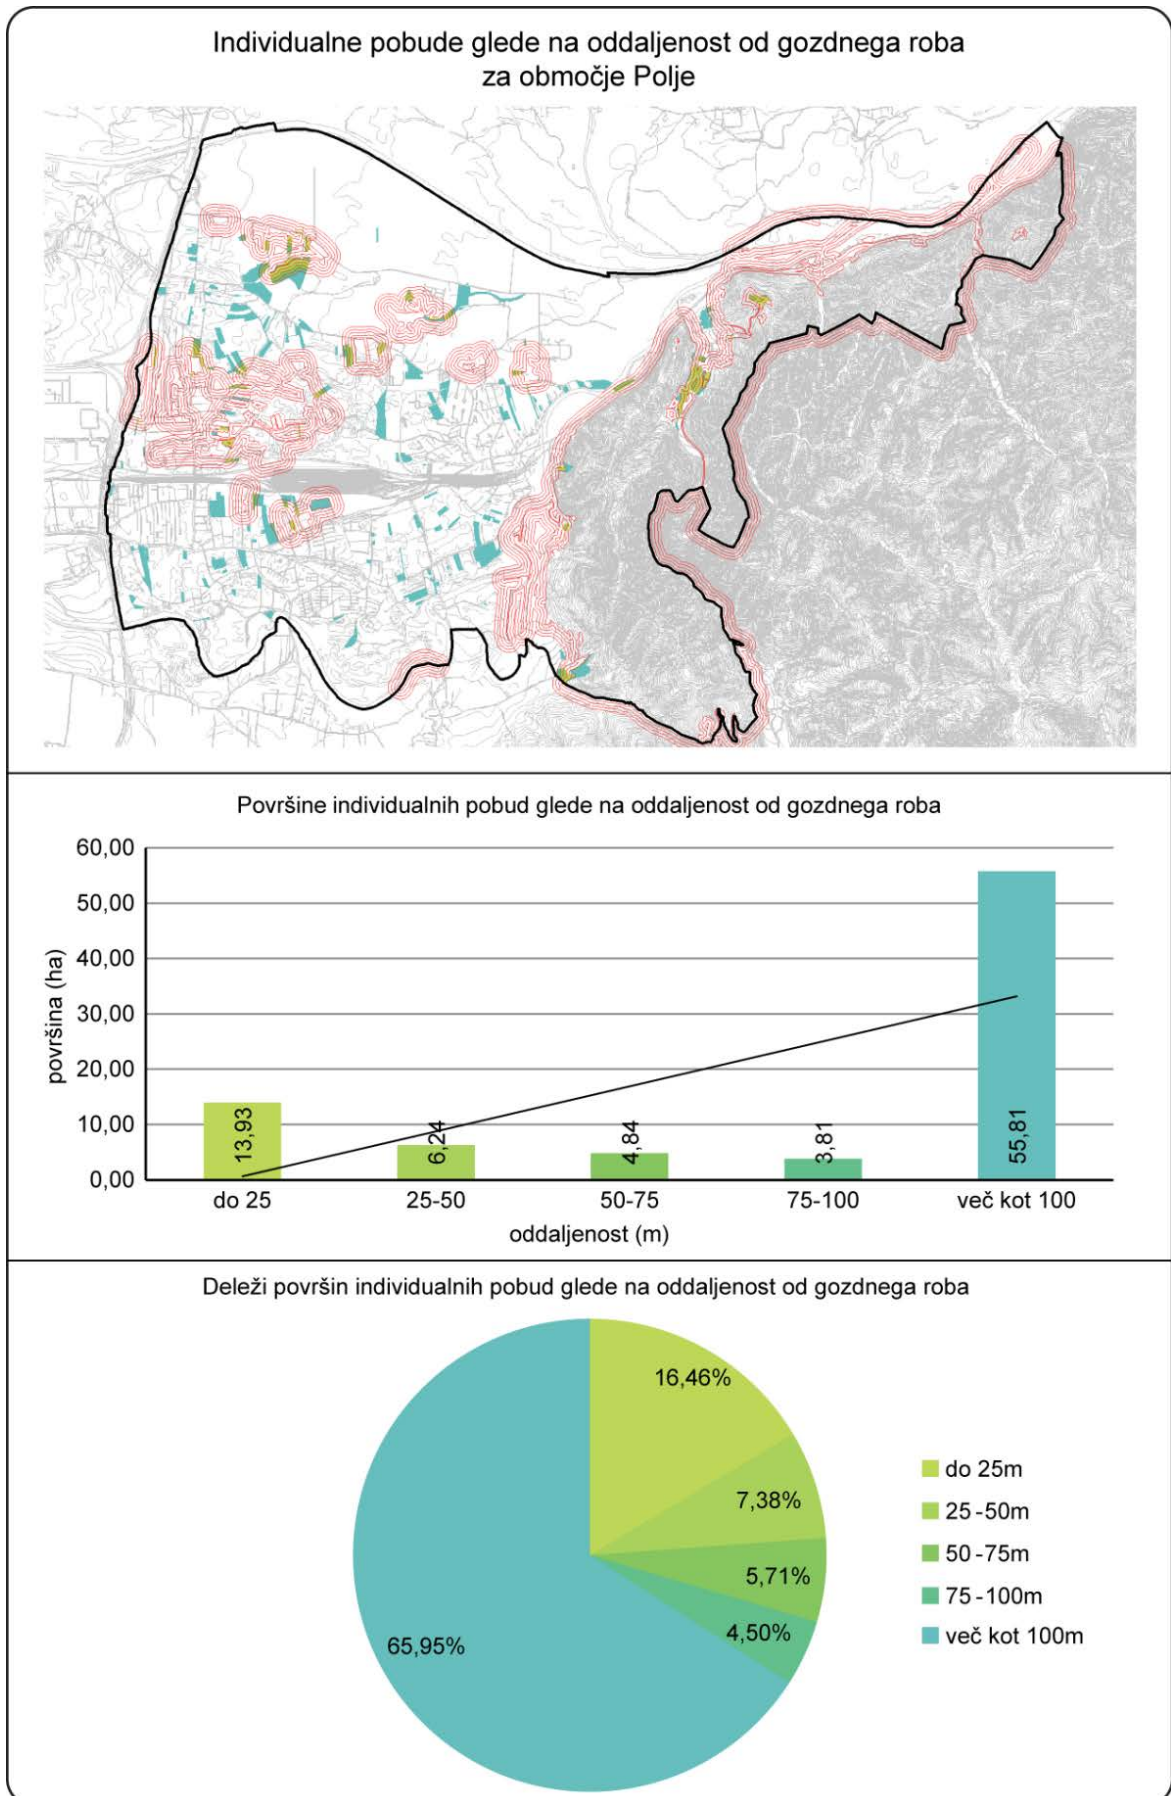 Individualne pobude glede na oddaljenost od gozdnega roba
za območje Polje
Površine individualnih pobud glede na oddaljenost od gozdnega roba
60,00
50,00
40,00
30,00
20,00
10,00
0,00
površina (ha)
13,93
6,24
4,84
3,81
55,81
do 25
25-50
50-75
75-100
več kot 100
oddaljenost (m)
Deleži površin individualnih pobud glede na oddaljenost od gozdnega roba
16,46%
7,38%
5,71%
4,50%
65,95%
do 25m
25-50m
50-75m
75-100m
več kot 100m